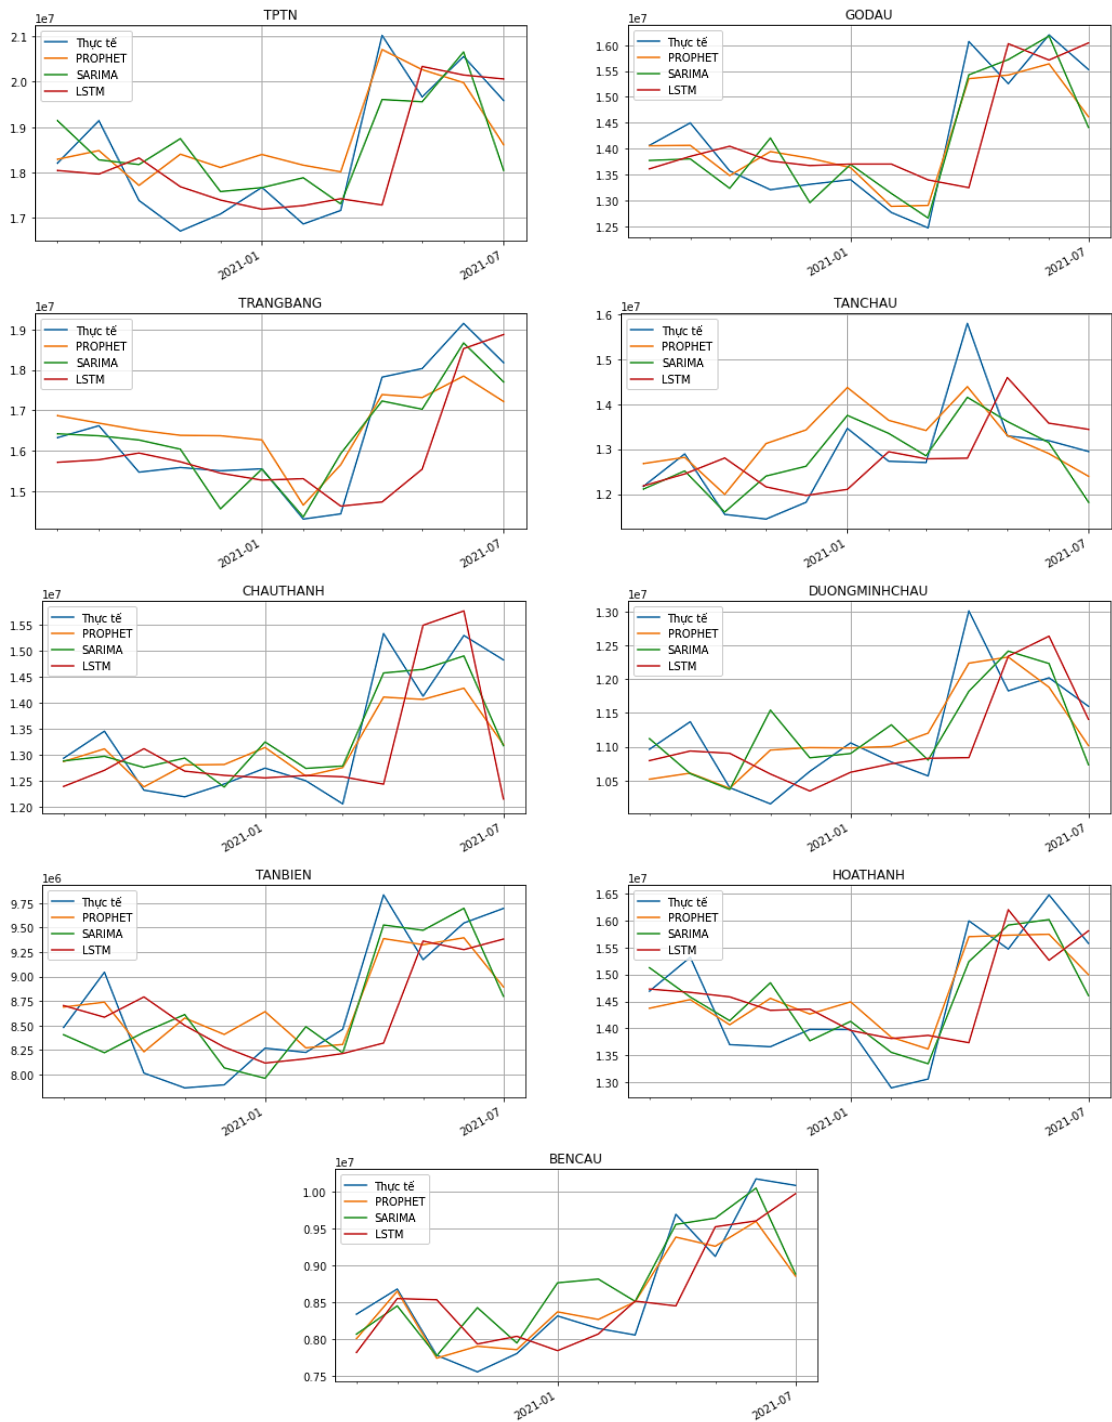 TPTN
1e7
Thực tế
PROPHET
SARIMA
LSTM
2.1
2.0
1.9
1.8
1.7
2021-01
2021-07
GODAU
1e7
Thực tế
PROPHET
SARIMA
LSTM
1.60
1.55
1.50
1.45
1.40
1.35
1.30
1.25
2021-01
2021-07
TRANGBANG
1e7
Thực tế
PROPHET
SARIMA
LSTM
1.9
1.8
1.7
1.6
1.5
2021-01
2021-07
TANCHAU
1e7
Thực tế
PROPHET
SARIMA
LSTM
1.6
1.5
1.4
1.3
1.2
2021-01
2021-07
CHAUTHANH
1e7
Thực tế
PROPHET
SARIMA
LSTM
1.55
1.50
1.45
1.40
1.35
1.30
1.25
1.20
2021-01
2021-07
DUONGMINHCHAU
1e7
Thực tế
PROPHET
SARIMA
LSTM
1.30
1.25
1.20
1.15
1.10
1.05
2021-01
2021-07
TANBIEN
1e6
Thực tế
PROPHET
SARIMA
LSTM
9.75
9.50
9.25
9.00
8.75
8.50
8.25
8.00
2021-01
2021-07
HOATHANH
1e7
Thực tế
PROPHET
SARIMA
LSTM
1.65
1.60
1.55
1.50
1.45
1.40
1.35
1.30
2021-01
2021-07
BENCAU
1e7
Thực tế
PROPHET
SARIMA
LSTM
1.00
0.95
0.90
0.85
0.80
0.75
2021-01
2021-07